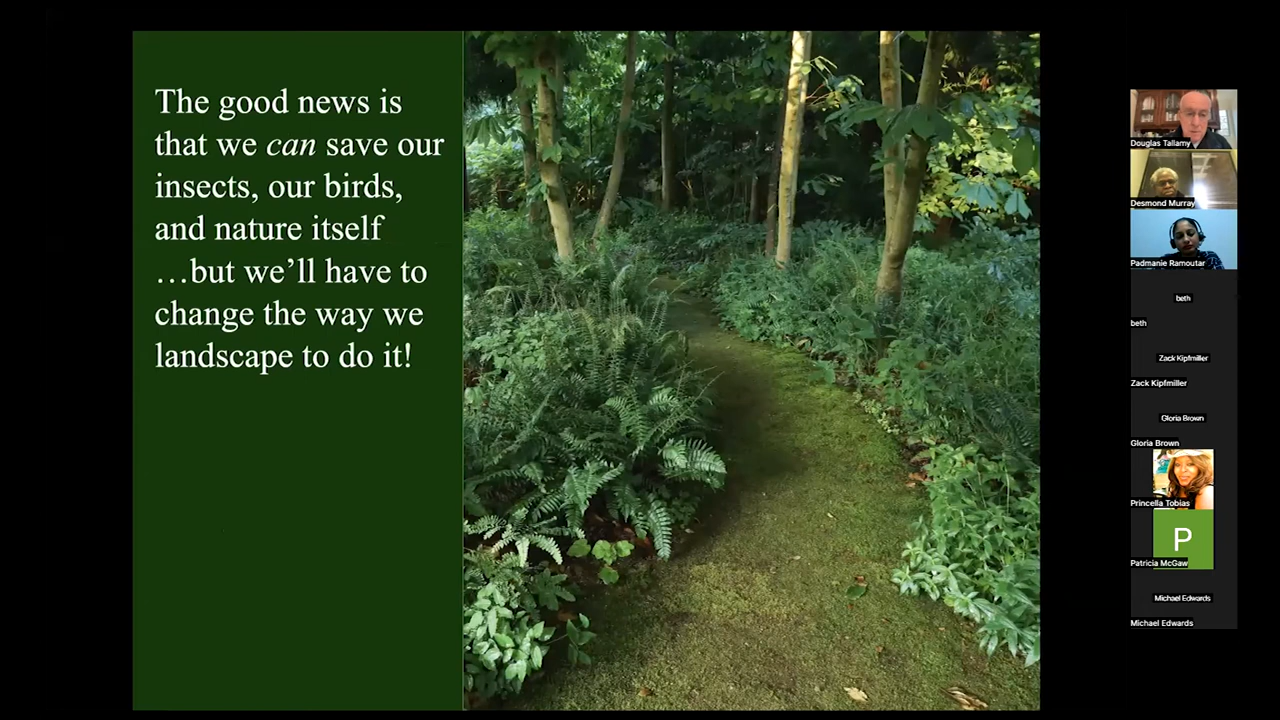 The good news is
that we can save our
insects, our birds,
and nature itself
…but we’ll have to
change the way we
landscape to do it!
Douglas Tallamy
Desmond Murray
Padmanie Ramoutar
beth
beth
Zack Kipfmiller
Zack Kipfmiller
Gloria Brown
Gloria Brown
Princella Tobias
P
Patricia McGaw
Michael Edwards
Michael Edwards